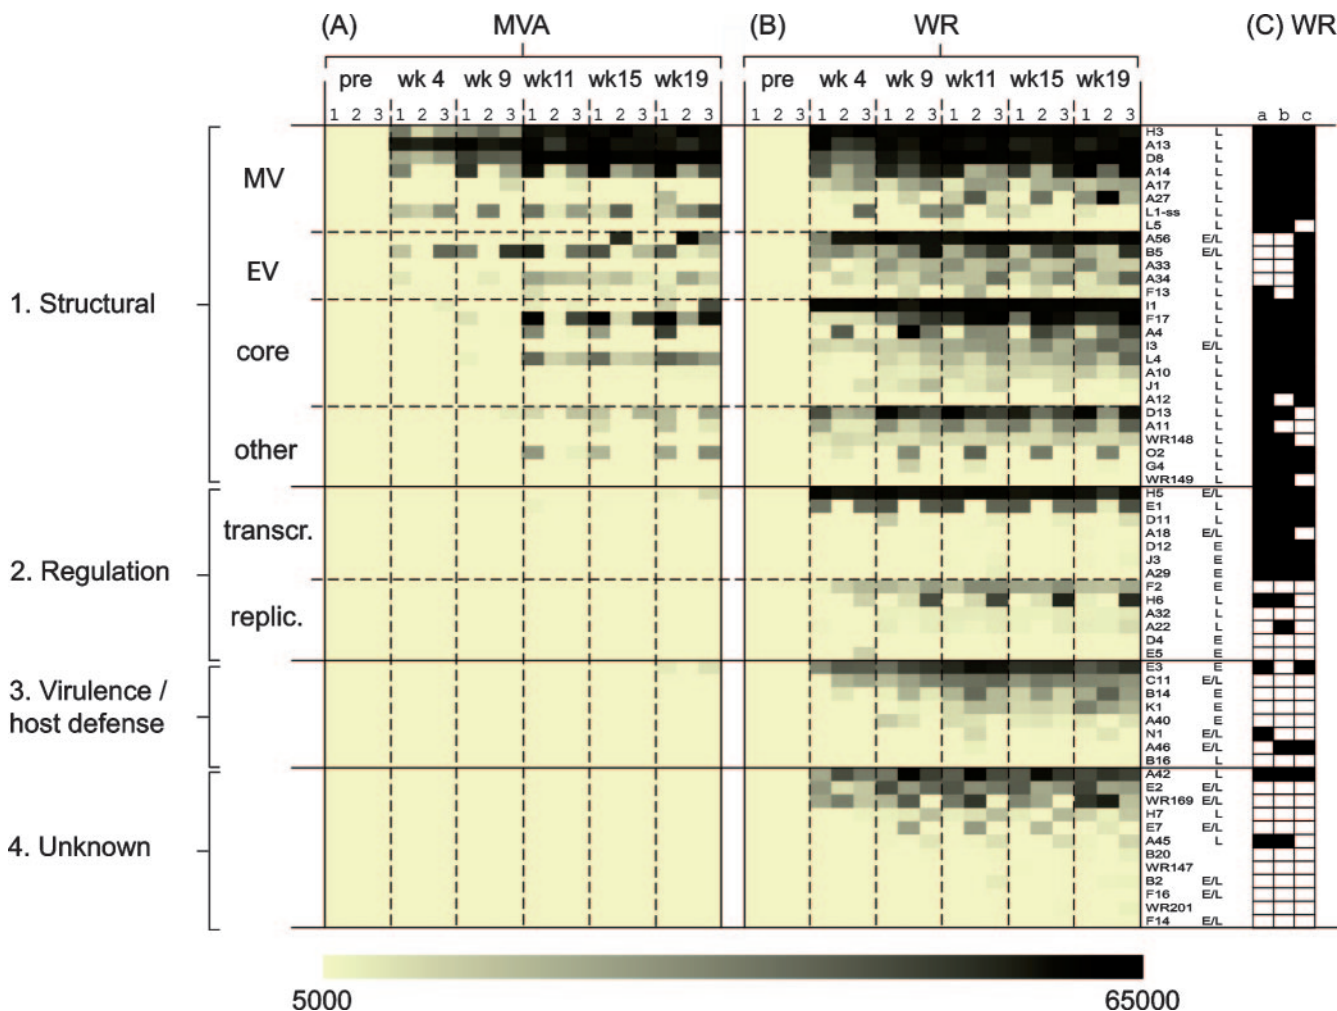 (A) MVA (B) WR (C) WR
pre wk 4 wk 9 wk11 wk15 wk19 pre wk 4 wk 9 wk11 wk15 wk19
1 2 3 1 2 3 1 2 3 1 2 3 1 2 3 1 2 3 1 2 3 1 2 3 1 2 3 1 2 3 1 2 3 1 2 3 a b c
1. Structural
MV
H3 L
A13 L
D8 L
A14 L
A17 L
A27 L
L1-ss L
L5 L
EV
A56 E/L
B5 E/L
A33 L
A34 L
F13 L
core
I1 L
F17 L
A4 L
I3 E/L
L4 L
A10 L
J1 L
A12 L
other
D13 L
A11 L
WR148 L
O2 L
G4 L
WR149 L
2. Regulation
transcr.
H5 E/L
E1 L
D11 L
A18 E/L
D12 E
J3 E
A29 E
replic.
F2 E
H6 L
A32 L
A22 L
D4 E
E5 E
3. Virulence /
host defense
E3 E
C11 E/L
B14 E
K1 E
A40 E
N1 E/L
A46 E/L
B16 L
4. Unknown
A42 L
E2 E/L
WR169 E/L
H7 L
E7 E/L
A45 L
B20
WR147
B2 E/L
F16 E/L
WR201
F14 E/L
5000 65000